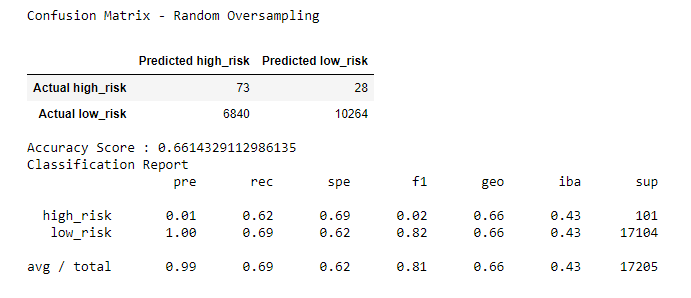 Confusion Matrix - Random Oversampling
Predicted high_risk Predicted low_risk
Actual high_risk 73 28
Actual low_risk 6840 10264
Accuracy Score : 0.6614329112986135
Classification Report
pre rec spe f1 geo iba sup
high_risk 0.01 0.62 0.69 0.02 0.66 0.43 101
low_risk 1.00 0.69 0.62 0.82 0.66 0.43 17104
avg / total 0.99 0.69 0.62 0.81 0.66 0.43 17205